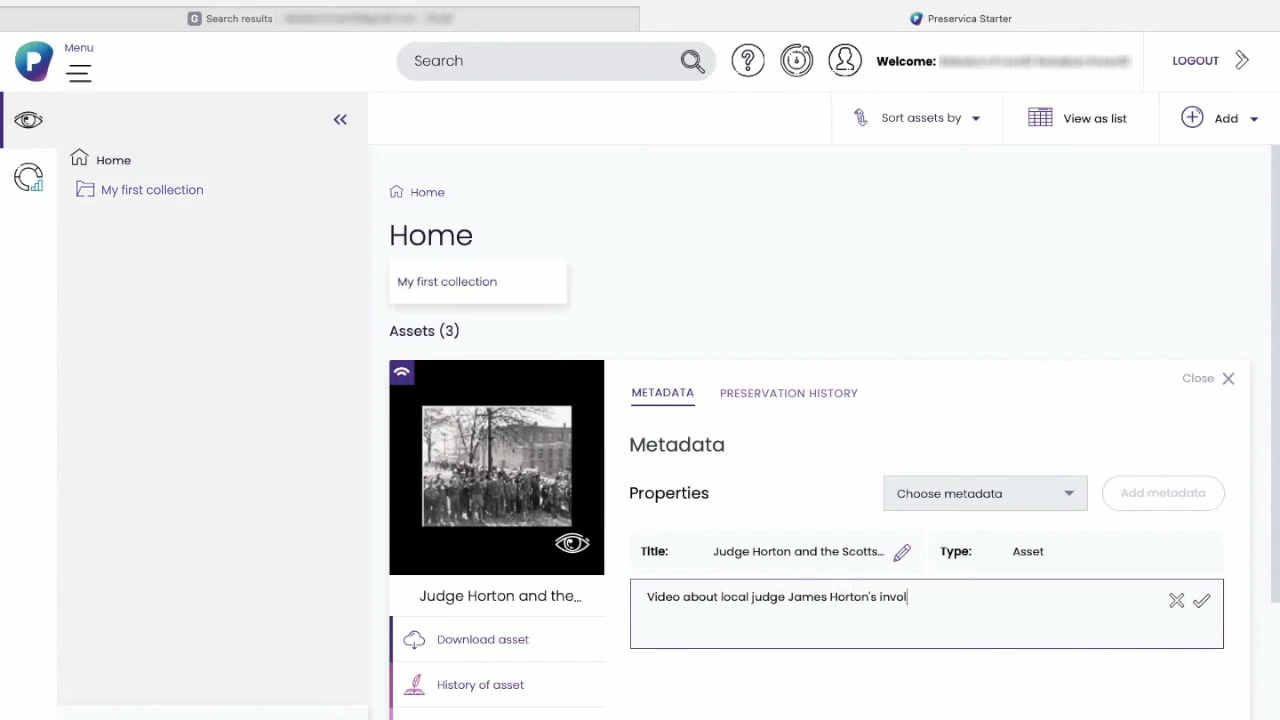 Search results
Preservica Starter
P
Menu
Search
?
Welcome:
LOGOUT
Sort assets by
View as list
Add
Home
My first collection
Home
Home
My first collection
Assets (3)
Close
METADATA
PRESERVATION HISTORY
Metadata
Properties
Choose metadata
Add metadata
Title: Judge Horton and the Scotts...
Type: Asset
Video about local judge James Horton's invol
Judge Horton and the...
Download asset
History of asset